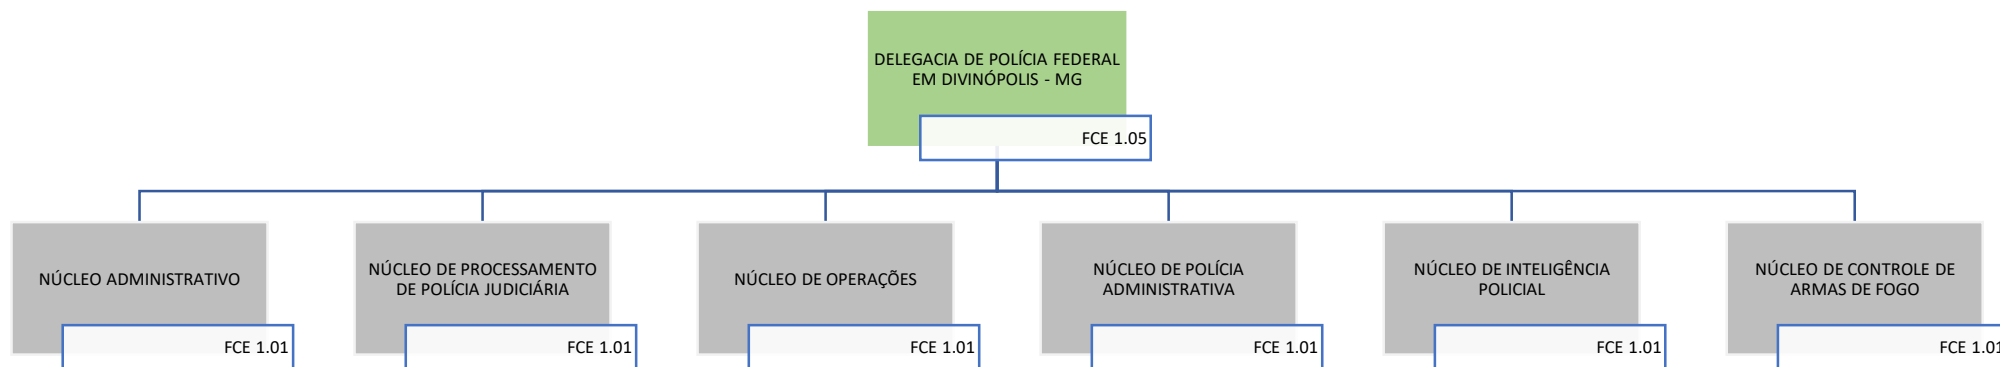 DELEGACIA DE POLÍCIA FEDERAL
EM DIVINÓPOLIS - MG
FCE 1.05
NÚCLEO ADMINISTRATIVO
FCE 1.01
NÚCLEO DE PROCESSAMENTO
DE POLÍCIA JUDICIÁRIA
FCE 1.01
NÚCLEO DE OPERAÇÕES
FCE 1.01
NÚCLEO DE POLÍCIA
ADMINISTRATIVA
FCE 1.01
NÚCLEO DE INTELIGÊNCIA
POLICIAL
FCE 1.01
NÚCLEO DE CONTROLE DE
ARMAS DE FOGO
FCE 1.01